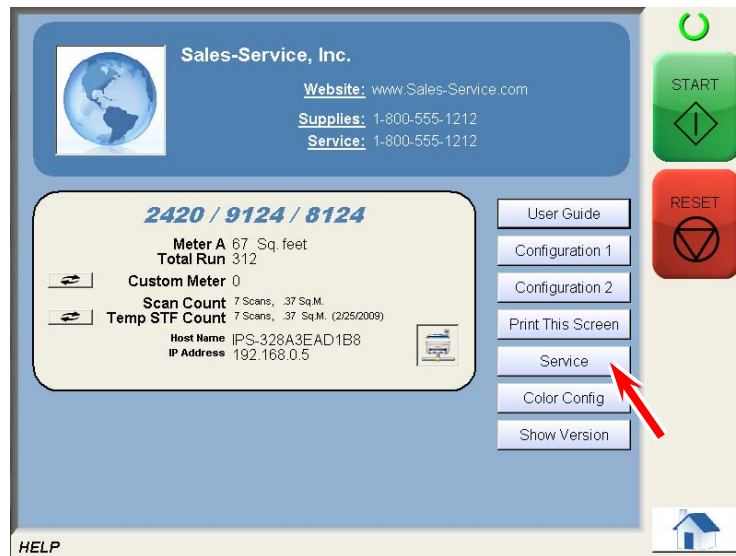 Sales-Service, Inc.
Website: www.Sales-Service.com
Supplies: 1-800-555-1212
Service: 1-800-555-1212
START
RESET
2420 / 9124 / 8124
Meter A 67 Sq. feet
Total Run 312
Custom Meter 0
Scan Count 7 Scans, .37 Sq.M.
Temp STF Count 7 Scans, .37 Sq.M. (2/25/2009)
Host Name IPS-328A3EAD1B8
IP Address 192.168.0.5
User Guide
Configuration 1
Configuration 2
Print This Screen
Service
Color Config
Show Version
HELP